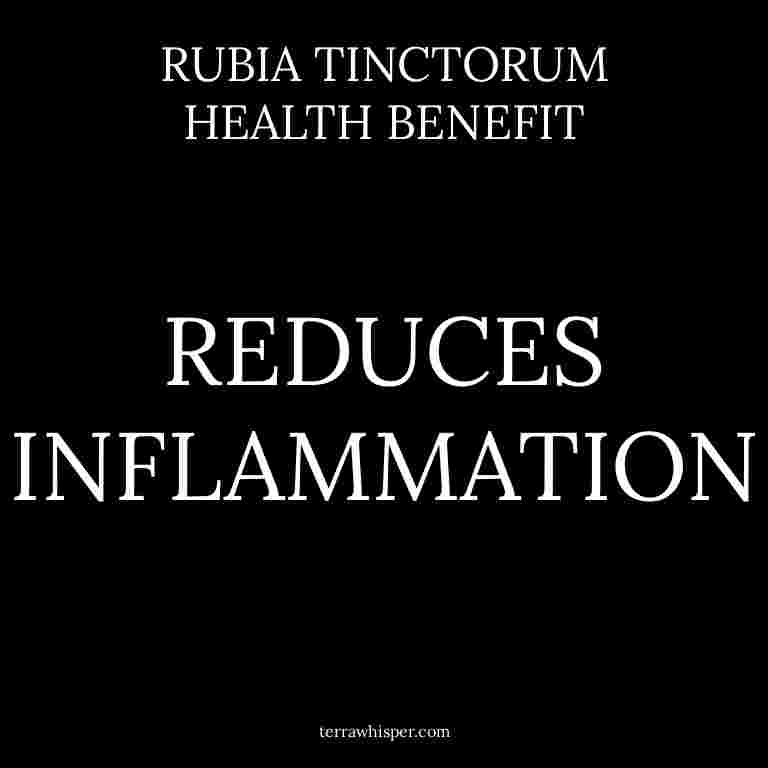 RUBIA TINCTORUM
HEALTH BENEFIT
REDUCES
INFLAMMATION
terrawhisper.com